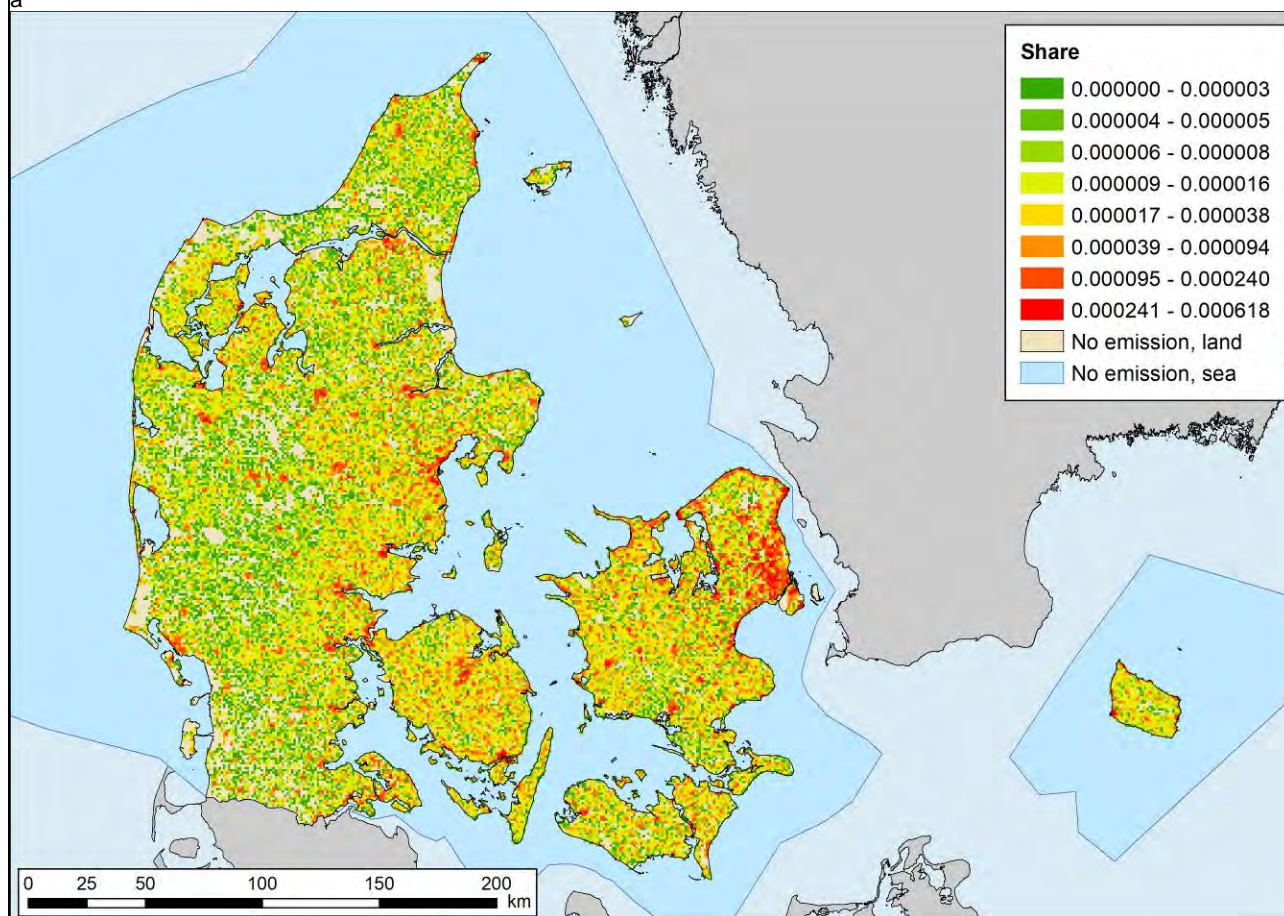 a
Share
0.000000 - 0.000003
0.000004 - 0.000005
0.000006 - 0.000008
0.000009 - 0.000016
0.000017 - 0.000038
0.000039 - 0.000094
0.000095 - 0.000240
0.000241 - 0.000618
No emission, land
No emission, sea
0 25 50 100 150 200
km